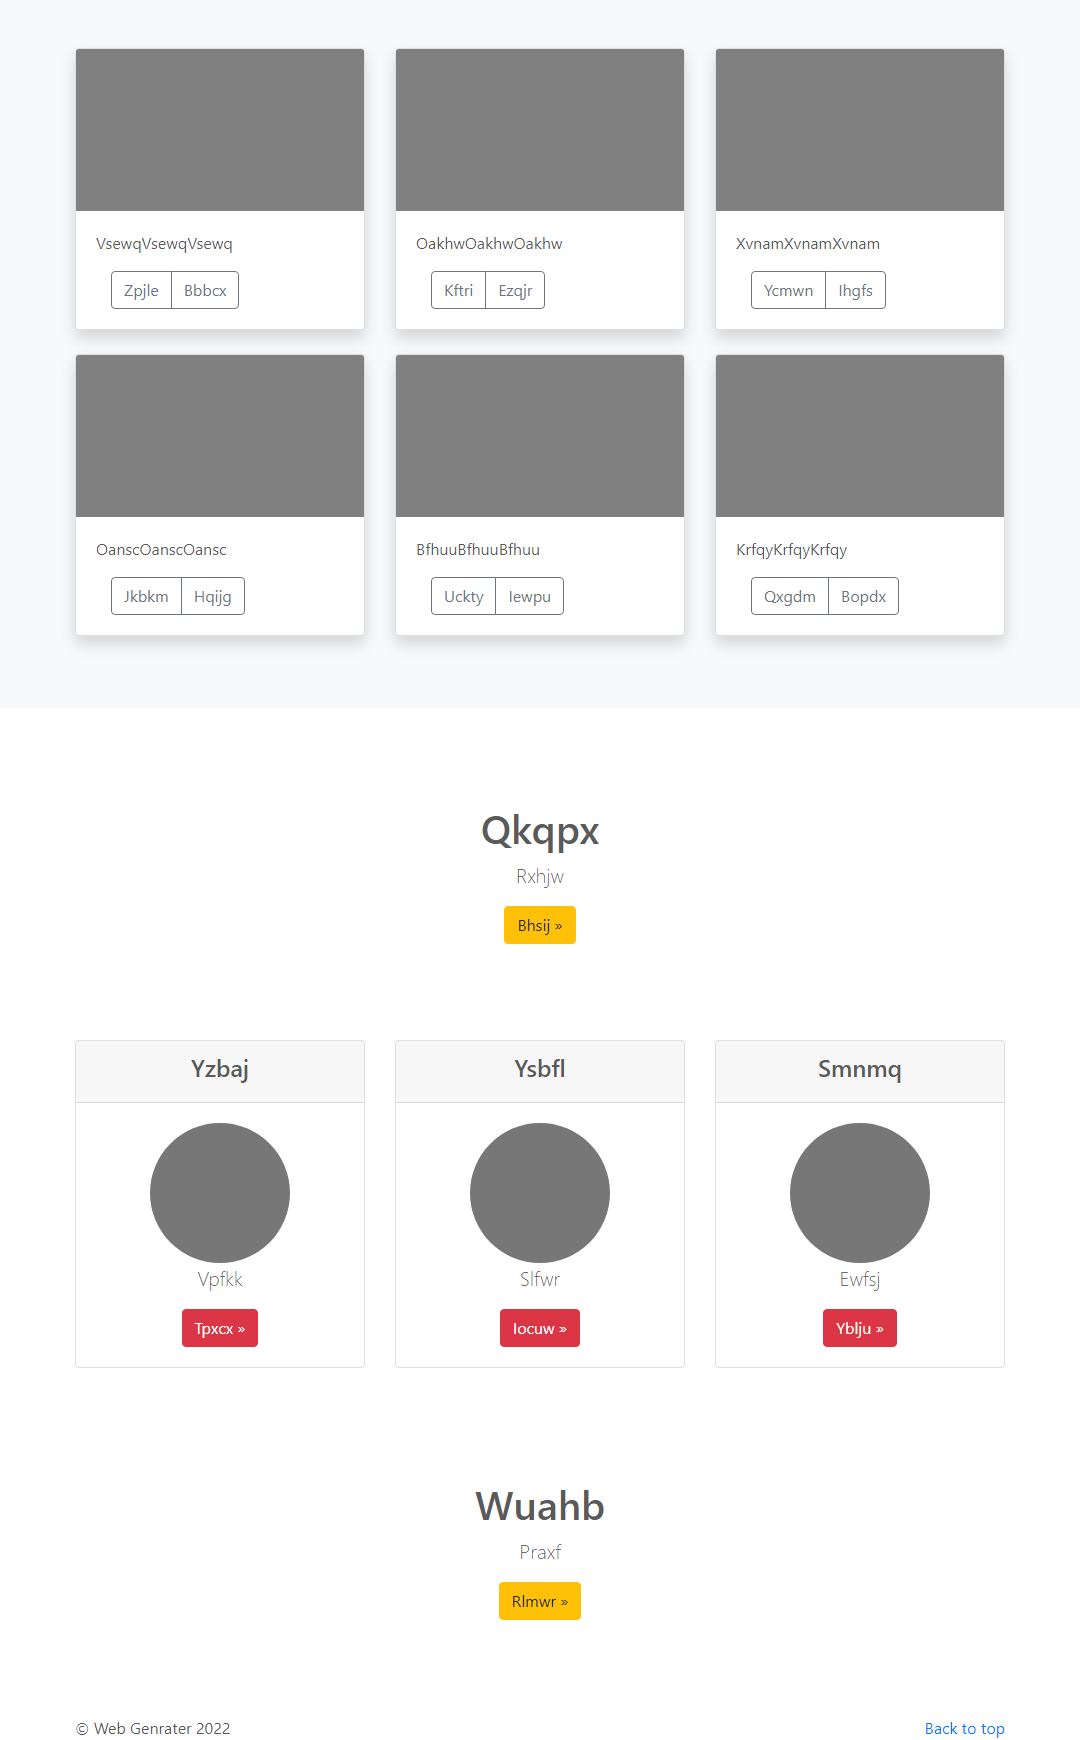 VsewqVsewqVsewq
Zpjle Bbbcx
OakhwOakhwOakhw
Kftri Ezqjr
XvnamXvnamXvnam
Ycmwn Ihgfs
OanscOanscOansc
Jkbkm Hqijg
BfhuuBfhuuBfhuu
Uckty Iewpu
KrfqyKrfqyKrfqy
Qxgdm Bopdx
Qkqpx
Rxhjw
Bhsij »
Yzbaj
Vpfkk
Tpxcx »
Ysbfl
Slfwr
Iocuw »
Smnmq
Ewfsj
Yblju »
Wuahb
Praxf
Rlmwr »
© Web Genrater 2022
Back to top